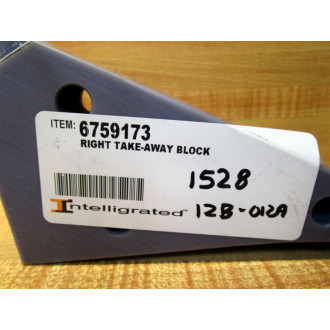 ITEM: 6759173
RIGHT TAKE-AWAY BLOCK
1528
Intelligrated
12B-012A